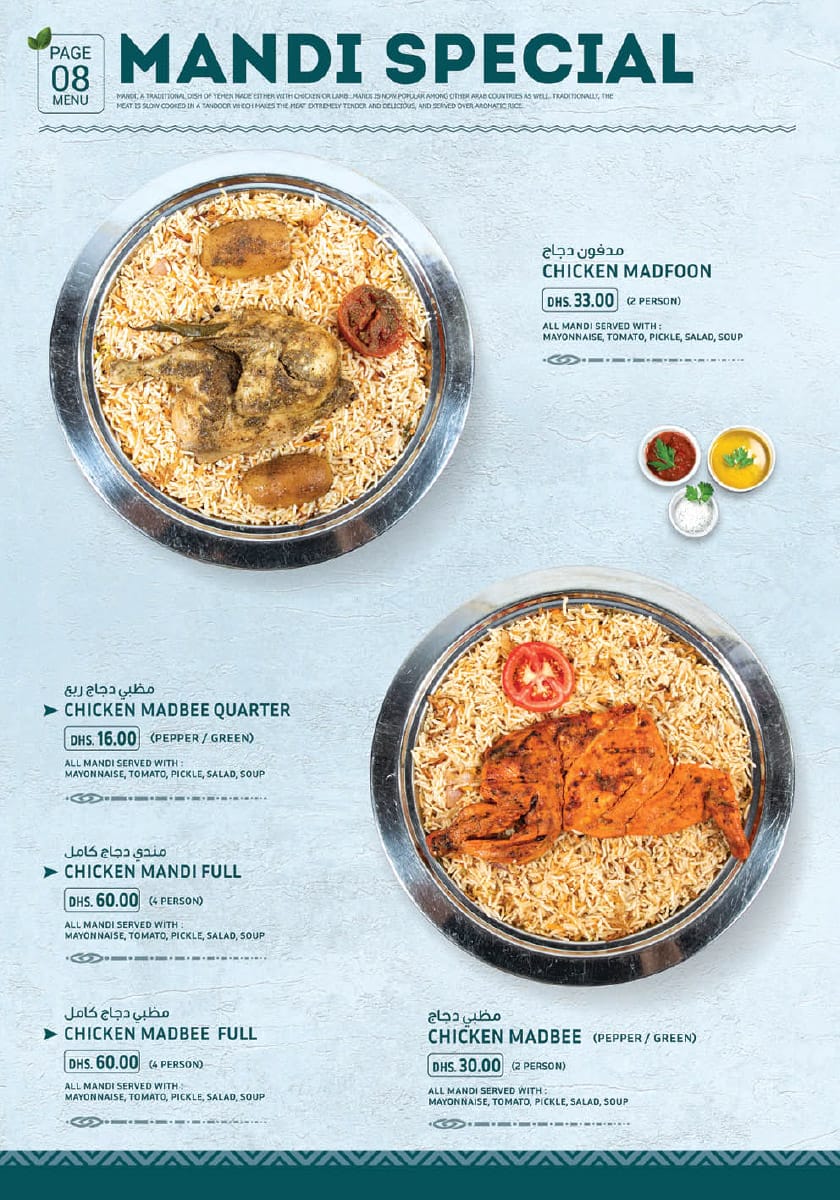 PAGE
08
MENU
MANDI SPECIAL
MANDI, A TRADITIONAL DISH OF YEMEN MADE EITHER WITH CHICKEN OR LAMB. MANDI IS NOW POPULAR AMONG OTHER ARAB COUNTRIES AS WELL. TRADITIONALLY, THE
MEAT IS SLOW COOKED IN A TANDOOR WHICH MAKES THE MEAT EXTREMELY TENDER AND DELICIOUS, AND SERVED OVER AROMATIC RICE.
مدفون دجاج
CHICKEN MADFOON
DHS. 33.00 (2 PERSON)
ALL MANDI SERVED WITH :
MAYONNAISE, TOMATO, PICKLE, SALAD, SOUP
مظبي دجاج ربع
CHICKEN MADBEE QUARTER
DHS. 16.00 (PEPPER / GREEN)
ALL MANDI SERVED WITH :
MAYONNAISE, TOMATO, PICKLE, SALAD, SOUP
مندي دجاج كامل
CHICKEN MANDI FULL
DHS. 60.00 (4 PERSON)
ALL MANDI SERVED WITH :
MAYONNAISE, TOMATO, PICKLE, SALAD, SOUP
مظبي دجاج كامل
CHICKEN MADBEE FULL
DHS. 60.00 (4 PERSON)
ALL MANDI SERVED WITH :
MAYONNAISE, TOMATO, PICKLE, SALAD, SOUP
مظبي دجاج
CHICKEN MADBEE (PEPPER / GREEN)
DHS. 30.00 (2 PERSON)
ALL MANDI SERVED WITH :
MAYONNAISE, TOMATO, PICKLE, SALAD, SOUP